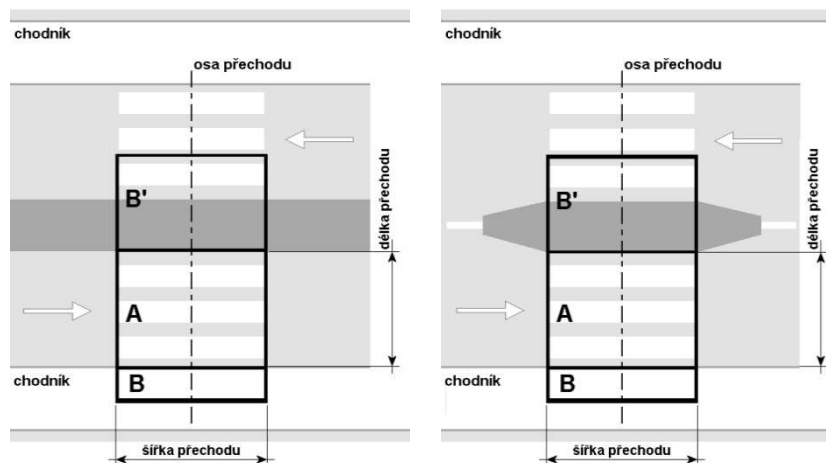 chodník
osa přechodu
B'
délka přechodu
A
chodník
B
šířka přechodu
chodník
osa přechodu
B'
délka přechodu
A
chodník
B
šířka přechodu